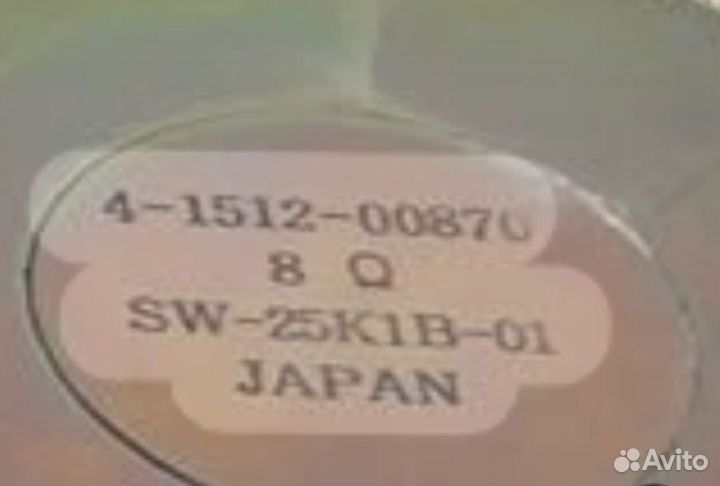 4-1512-00870
8 Ω
SW-25K1B-01
JAPAN
Avito